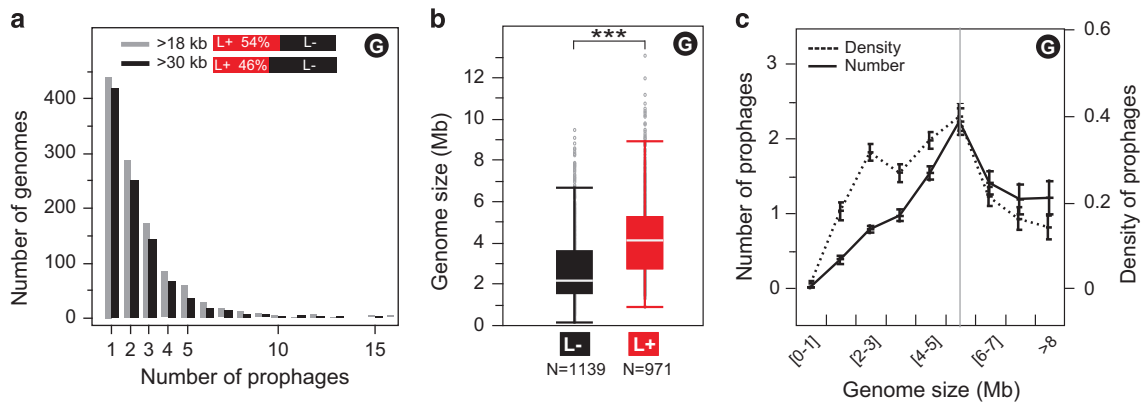 a
>18 kb
L+ 54%
L-
>30 kb
L+ 46%
L-
G
Number of genomes
400
300
200
100
0
1
2
3
4
5
10
15
Number of prophages
b
***
G
Genome size (Mb)
12
10
8
6
4
2
0
L-
L+
N=1139
N=971
c
Density
Number
G
Number of prophages
3
2
1
0
Density of prophages
0.6
0.4
0.2
0
[0-1]
[2-3]
[4-5]
[6-7]
>8
Genome size (Mb)